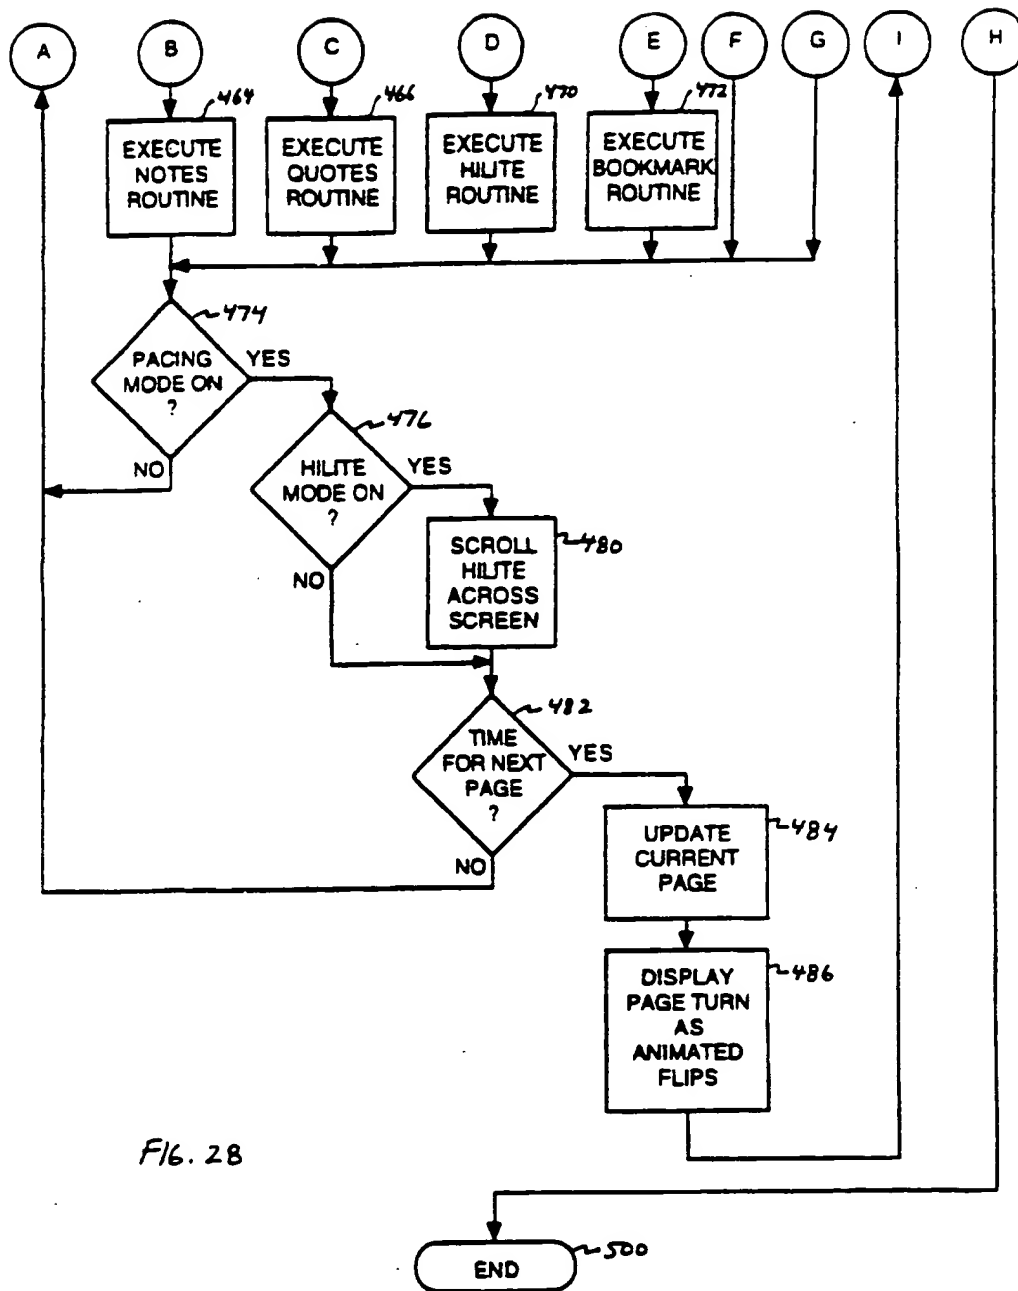 A B C D E F G I H
464 466 470 472
EXECUTE
NOTES
ROUTINE
EXECUTE
QUOTES
ROUTINE
EXECUTE
HILITE
ROUTINE
EXECUTE
BOOKMARK
ROUTINE
474
PACING
MODE ON
?
YES
NO
476
HILITE
MODE ON
?
YES
NO
480
SCROLL
HILITE
ACROSS
SCREEN
482
TIME
FOR NEXT
PAGE
?
YES
NO
484
UPDATE
CURRENT
PAGE
486
DISPLAY
PAGE TURN
AS
ANIMATED
FLIPS
FIG. 28
500
END